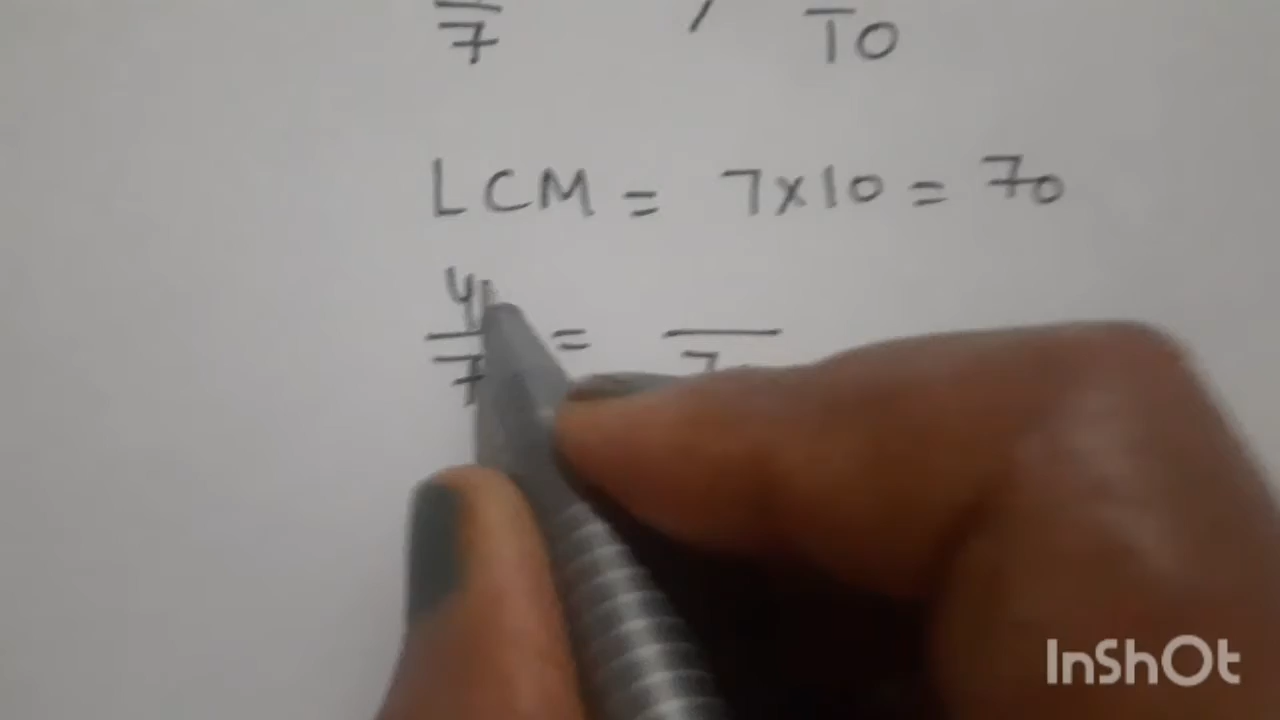 7 , 10
LCM = 7x10 = 70
4
7 = 7
InShOt